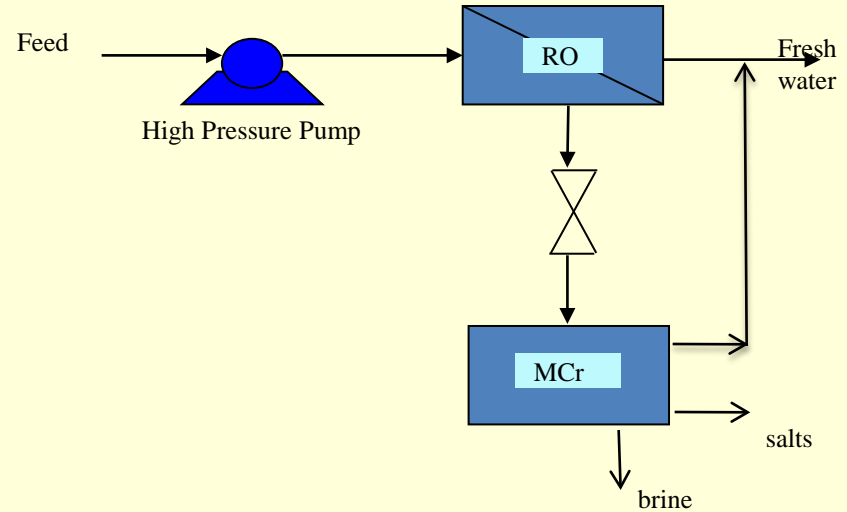 Feed
RO
Fresh
water
High Pressure Pump
MCr
salts
brine